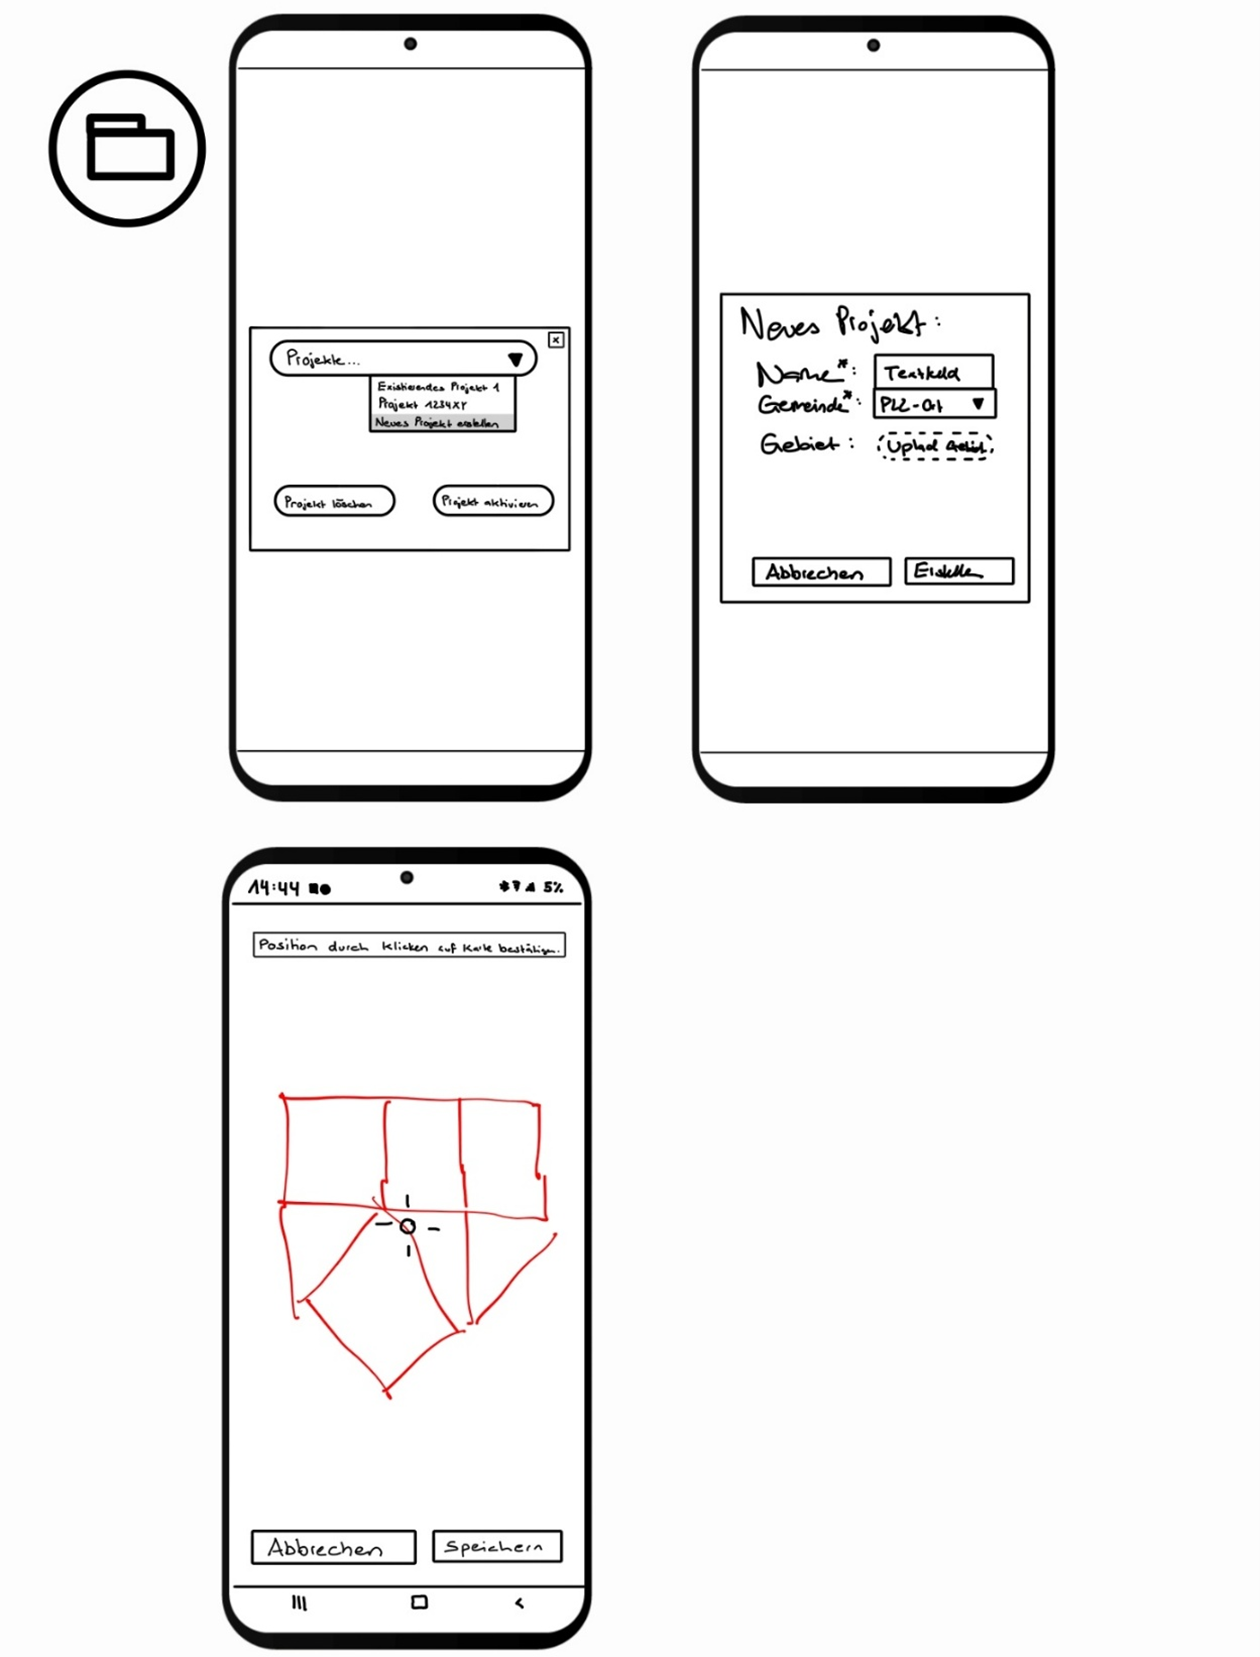 Projekte...
Existierendes Projekt 1
Projekt 1234XY
Neues Projekt erstellen
Projekt löschen
Projekt aktivieren
Neues Projekt:
Name*: Textfeld
Gemeinde*: PLZ-Ort
Gebiet: Upload
Abbrechen
Erstellen
14:44
5%
Position durch klicken auf Karte bestätigen.
Abbrechen
Speichern